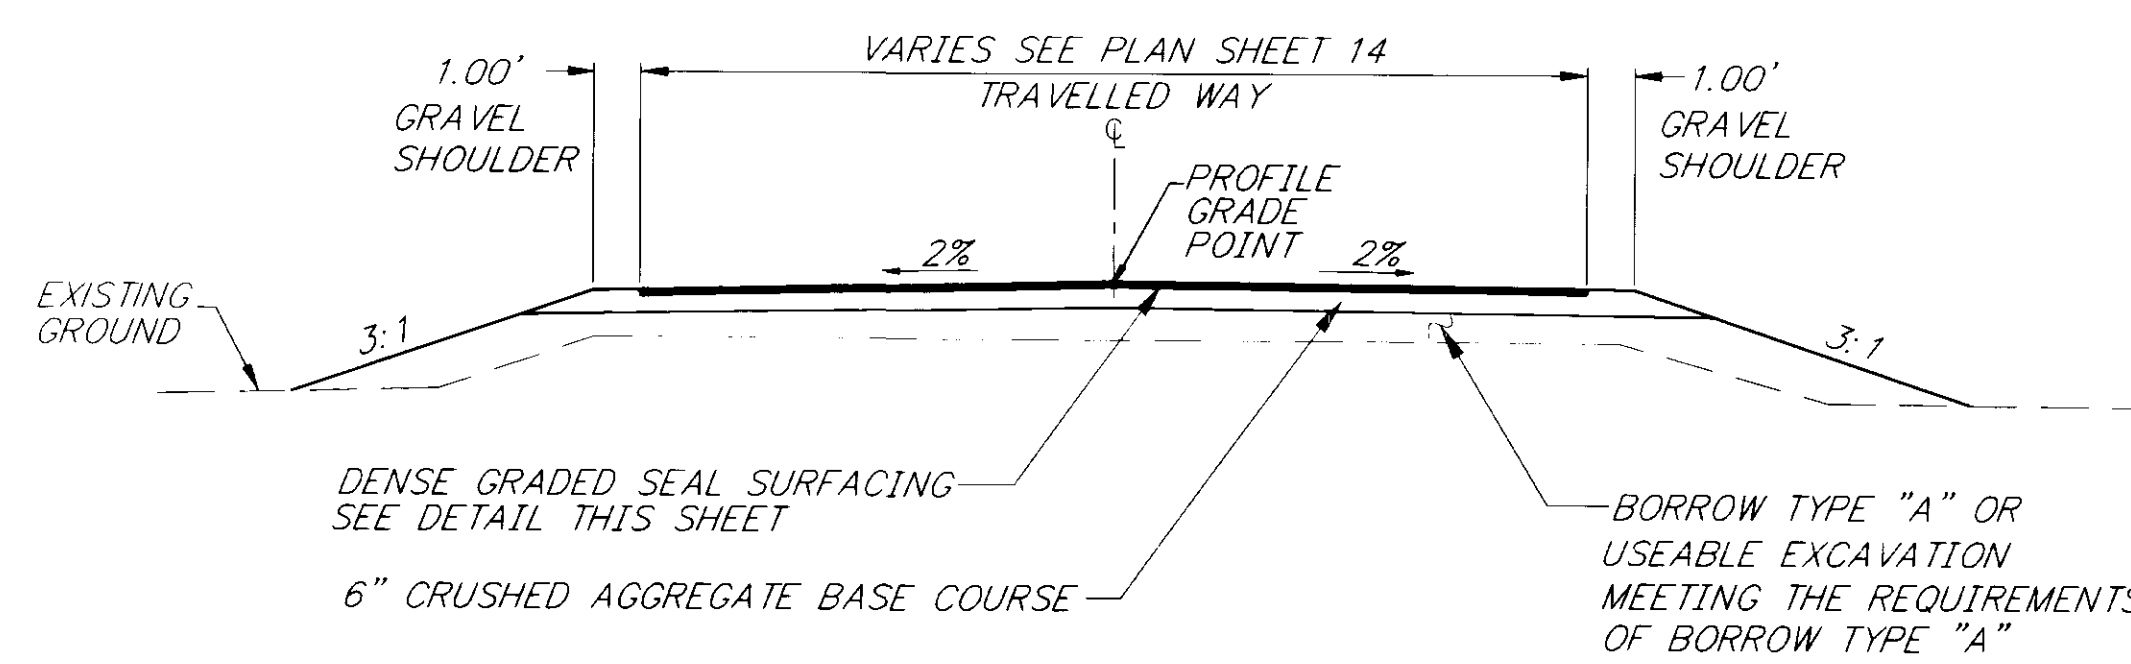 VARIES SEE PLAN SHEET 14
TRAVELLED WAY
1.00'
GRAVEL
SHOULDER
1.00'
GRAVEL
SHOULDER
℄
PROFILE
GRADE
POINT
2%
2%
EXISTING
GROUND
3:1
3:1
DENSE GRADED SEAL SURFACING
SEE DETAIL THIS SHEET
6" CRUSHED AGGREGATE BASE COURSE
BORROW TYPE "A" OR
USEABLE EXCAVATION
MEETING THE REQUIREMENTS
OF BORROW TYPE "A"